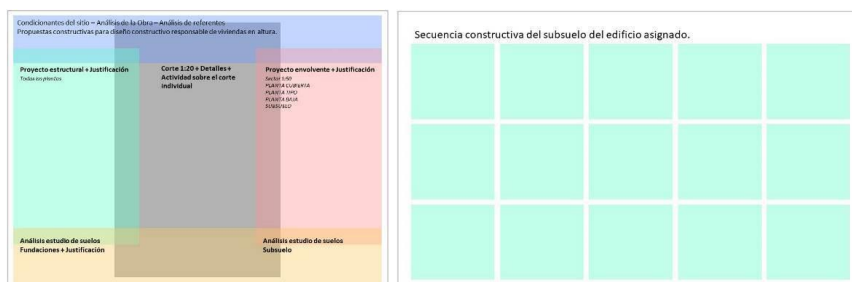 Condicionantes del sitio – Análisis de la Obra – Análisis de referentes
Propuestas constructivas para diseño constructivo responsable de viviendas en altura.
Proyecto estructural + Justificación
Todas las plantas
Corte 1:20 + Detalles +
Actividad sobre el corte
individual
Proyecto envolvente + Justificación
Sector 1:50
PLANTA CUBIERTA
PLANTA TIPO
PLANTA BAJA
SUBSUELO
Análisis estudio de suelos
Fundaciones + Justificación
Análisis estudio de suelos
Subsuelo
Secuencia constructiva del subsuelo del edificio asignado.